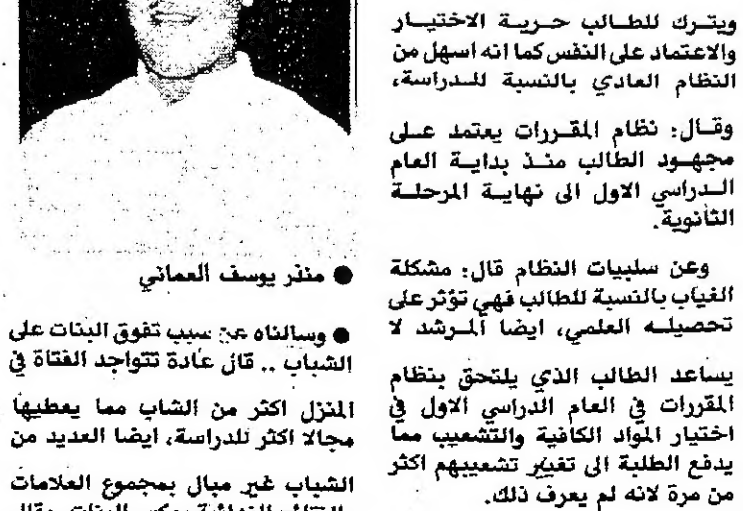 ويترك للطالب حرية الاختيار
والاعتماد على النفس كما انه اسهل من
النظام العادي بالنسبة للدراسة،
وقال: نظام المقررات يعتمد على
مجهود الطالب منذ بداية العام
الدراسي الاول الى نهاية المرحلة
الثانوية.
وعن سلبيات النظام قال: مشكلة
الغياب بالنسبة للطالب فهي تؤثر على
تحصيله العلمي، ايضا المرشد لا
يساعد الطالب الذي يلتحق بنظام
المقررات في العام الدراسي الاول في
اختيار المواد الكافية والتشعيب مما
يدفع الطلبة الى تغيير تشعيبهم اكثر
من مرة لانه لم يعرف ذلك.
● منذر يوسف العماني
● وسالناه عن سبب تفوق البنات على
الشباب .. قال عادة تتواجد الفتاة في
المنزل اكثر من الشاب مما يعطيها
مجالا اكثر للدراسة، ايضا العديد من
الشباب غير مبال بمجموع العلامات